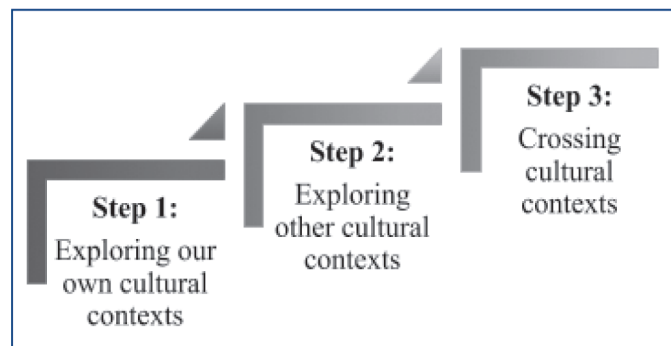 Step 1:
Exploring our
own cultural
contexts
Step 2:
Exploring
other cultural
contexts
Step 3:
Crossing
cultural
contexts